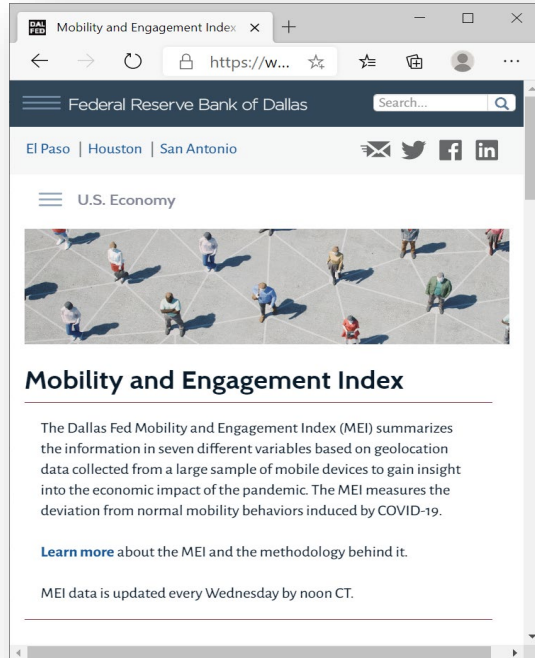 DAL FED Mobility and Engagement Index
https://w...
Federal Reserve Bank of Dallas Search...
El Paso | Houston | San Antonio
U.S. Economy
Mobility and Engagement Index
The Dallas Fed Mobility and Engagement Index (MEI) summarizes
the information in seven different variables based on geolocation
data collected from a large sample of mobile devices to gain insight
into the economic impact of the pandemic. The MEI measures the
deviation from normal mobility behaviors induced by COVID-19.
Learn more about the MEI and the methodology behind it.
MEI data is updated every Wednesday by noon CT.